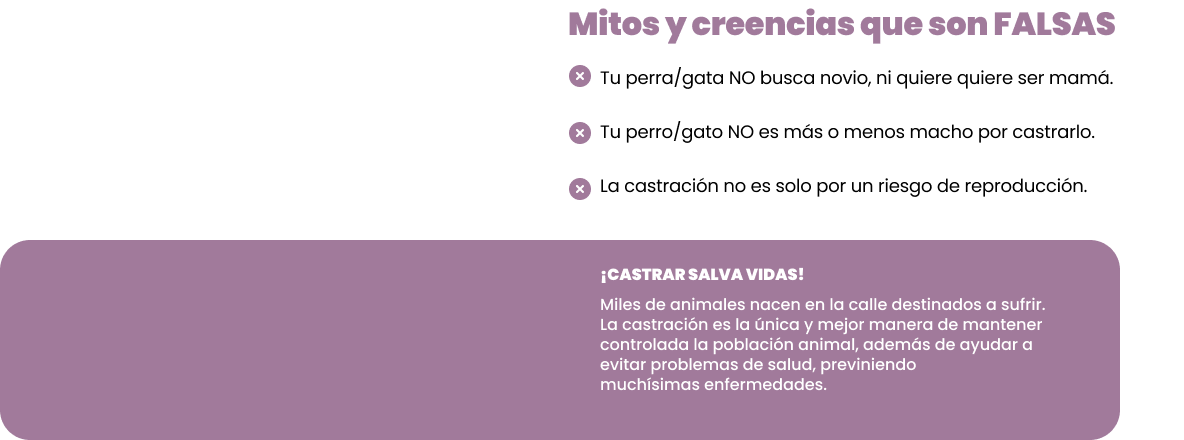 Mitos y creencias que son FALSAS
Tu perra/gata NO busca novio, ni quiere quiere ser mamá.
Tu perro/gato NO es más o menos macho por castrarlo.
La castración no es solo por un riesgo de reproducción.
¡CASTRAR SALVA VIDAS!
Miles de animales nacen en la calle destinados a sufrir.
La castración es la única y mejor manera de mantener
controlada la población animal, además de ayudar a
evitar problemas de salud, previniendo
muchísimas enfermedades.